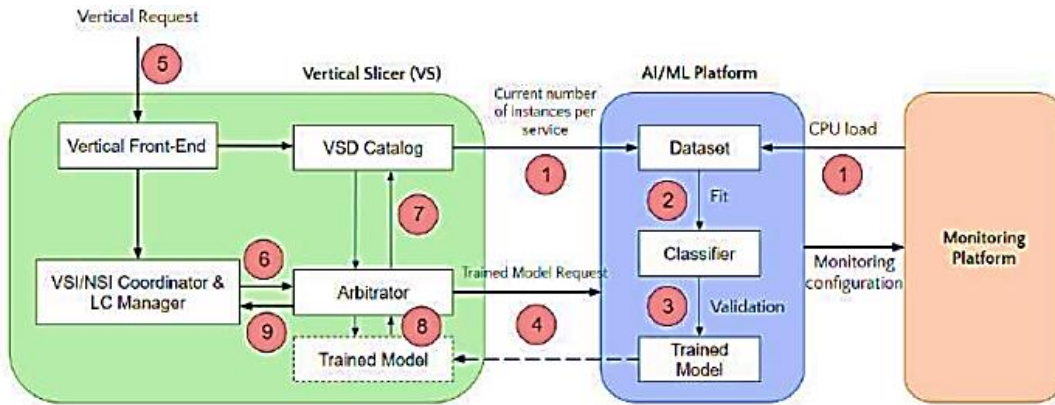 Vertical Request
5
Vertical Slicer (VS)
AI/ML Platform
Current number
of instances per
service
CPU load
Vertical Front-End
VSD Catalog
Dataset
1
1
2
Fit
7
Classifier
Monitoring
Platform
6
Trained Model Request
Monitoring
configuration
VSI/NSI Coordinator &
LC Manager
Arbitrator
3
Validation
9
8
4
Trained Model
Trained
Model